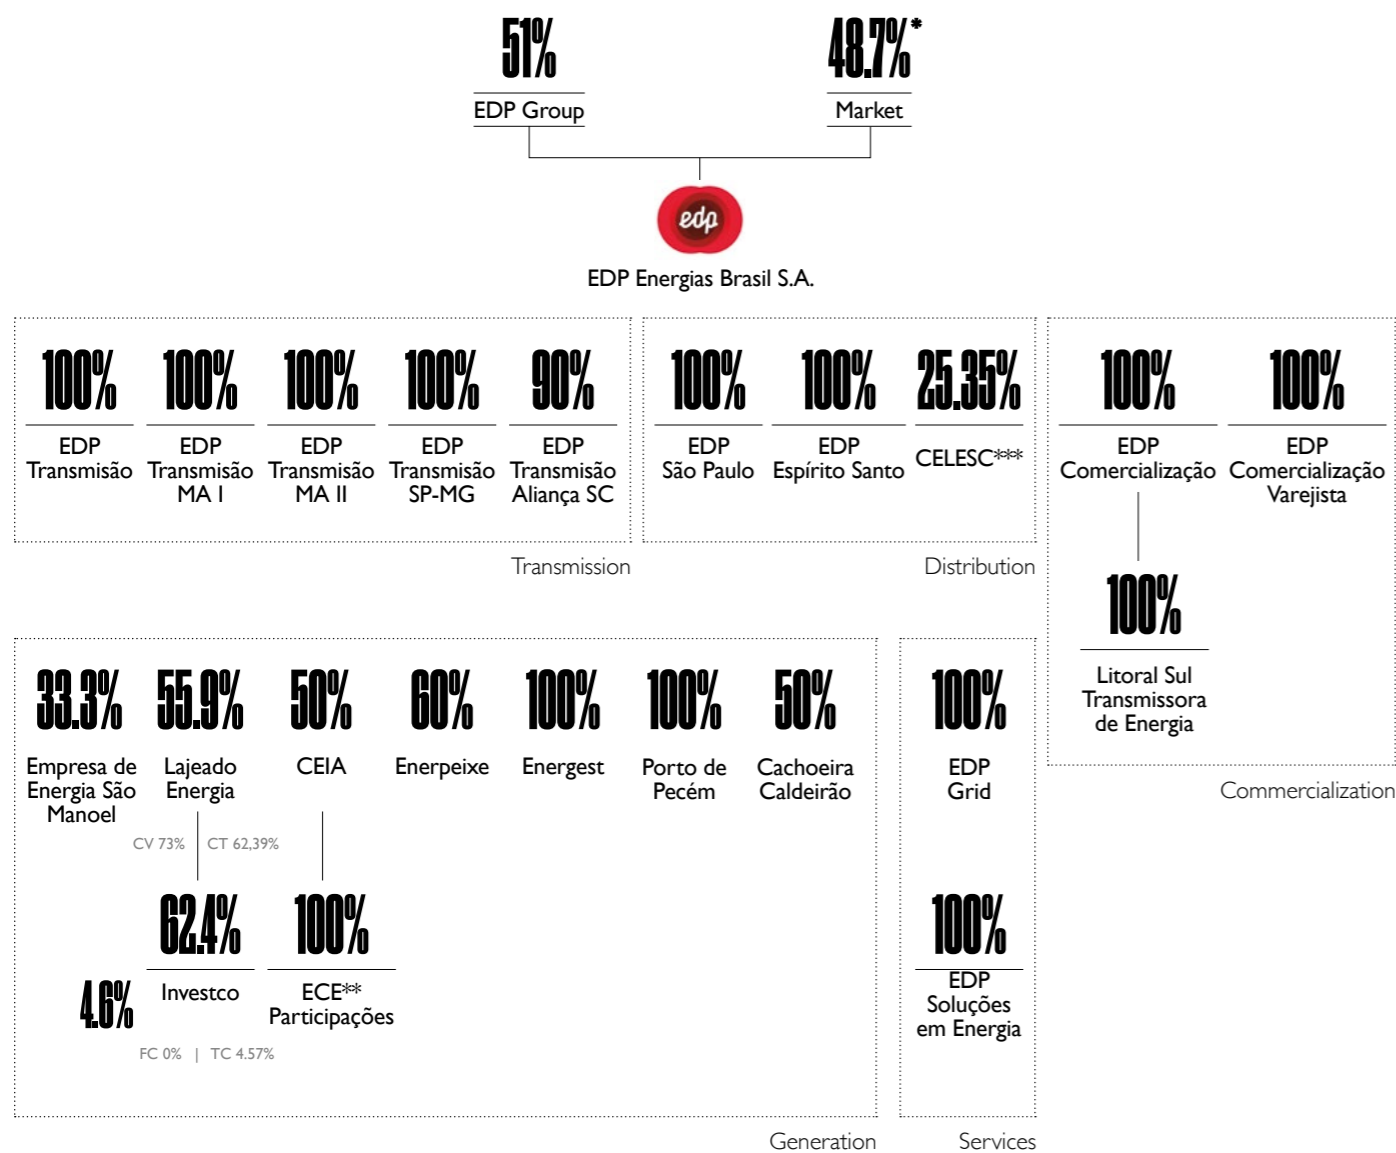 51%
EDP Group
48.7%*
Market
edp
EDP Energias Brasil S.A.
100%
EDP
Transmisão
100%
EDP
Transmisão
MA I
100%
EDP
Transmisão
MA II
100%
EDP
Transmisão
SP-MG
90%
EDP
Transmisão
Aliança SC
Transmission
100%
EDP
São Paulo
100%
EDP
Espírito Santo
25.35%
CELESC***
Distribution
100%
EDP
Comercialização
100%
EDP
Comercialização
Varejista
100%
Litoral Sul
Transmissora
de Energia
Commercialization
33.3%
Empresa de
Energia São
Manoel
55.9%
Lajeado
Energia
50%
CEIA
60%
Enerpeixe
100%
Energest
100%
Porto de
Pecém
50%
Cachoeira
Caldeirão
CV 73% CT 62,39%
62.4%
Investco
100%
ECE**
Participações
4.6%
FC 0% | TC 4.57%
Generation
100%
EDP
Grid
100%
EDP
Soluções
em Energia
Services